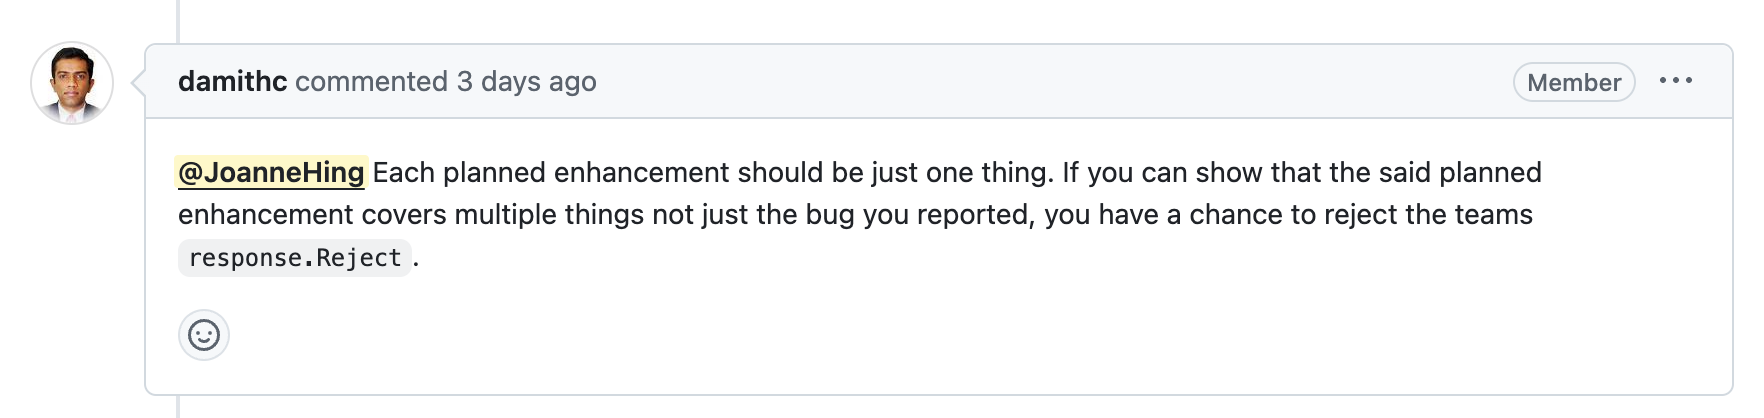 damithc commented 3 days ago
Member
@JoanneHing Each planned enhancement should be just one thing. If you can show that the said planned
enhancement covers multiple things not just the bug you reported, you have a chance to reject the teams
response.Reject.